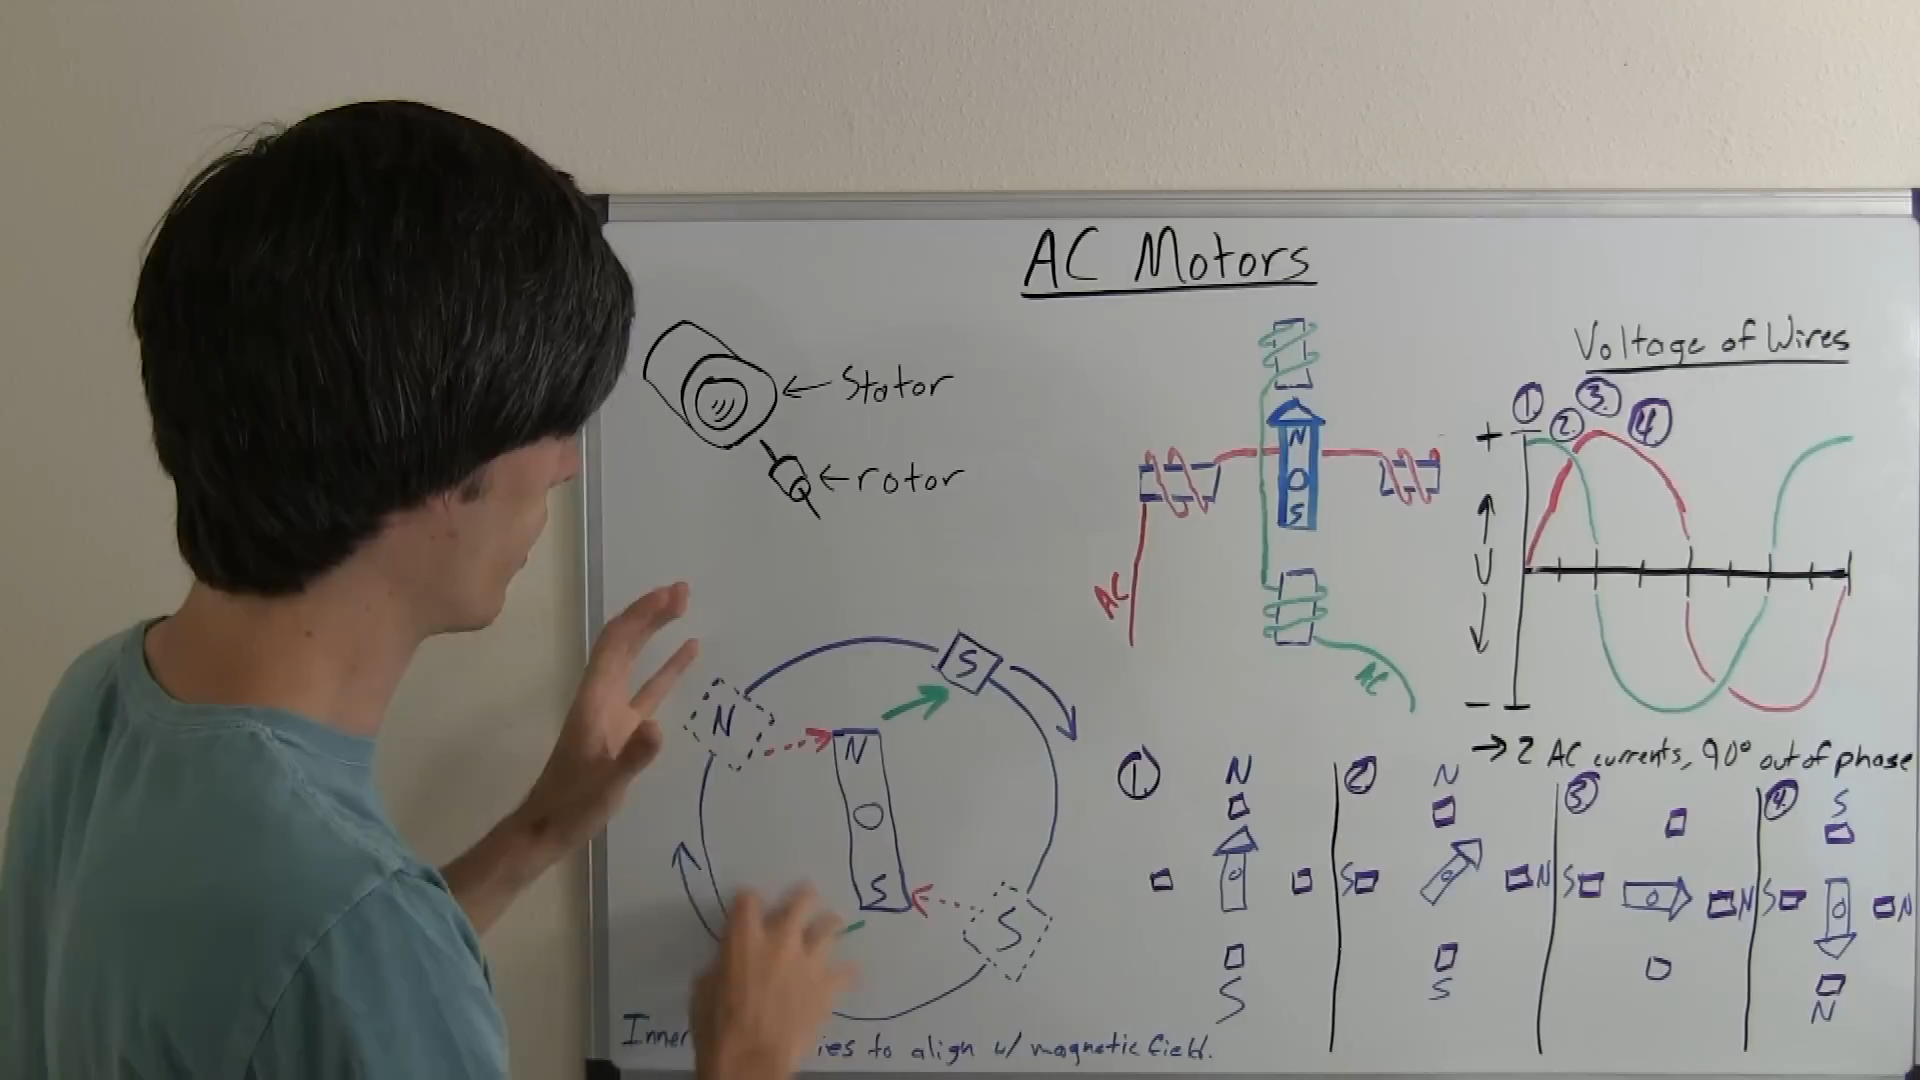 AC Motors
← Stator
← rotor
N
O
S
AC
AC
Voltage of Wires
1.
2.
3.
4
+
U
-
→ 2 AC currents, 90° out of phase
N
S
N
S
S
1.
N
S
2
N
S
N
S
3
S
N
4.
S
S
N
N
Inner
ies to align w/ magnetic field.